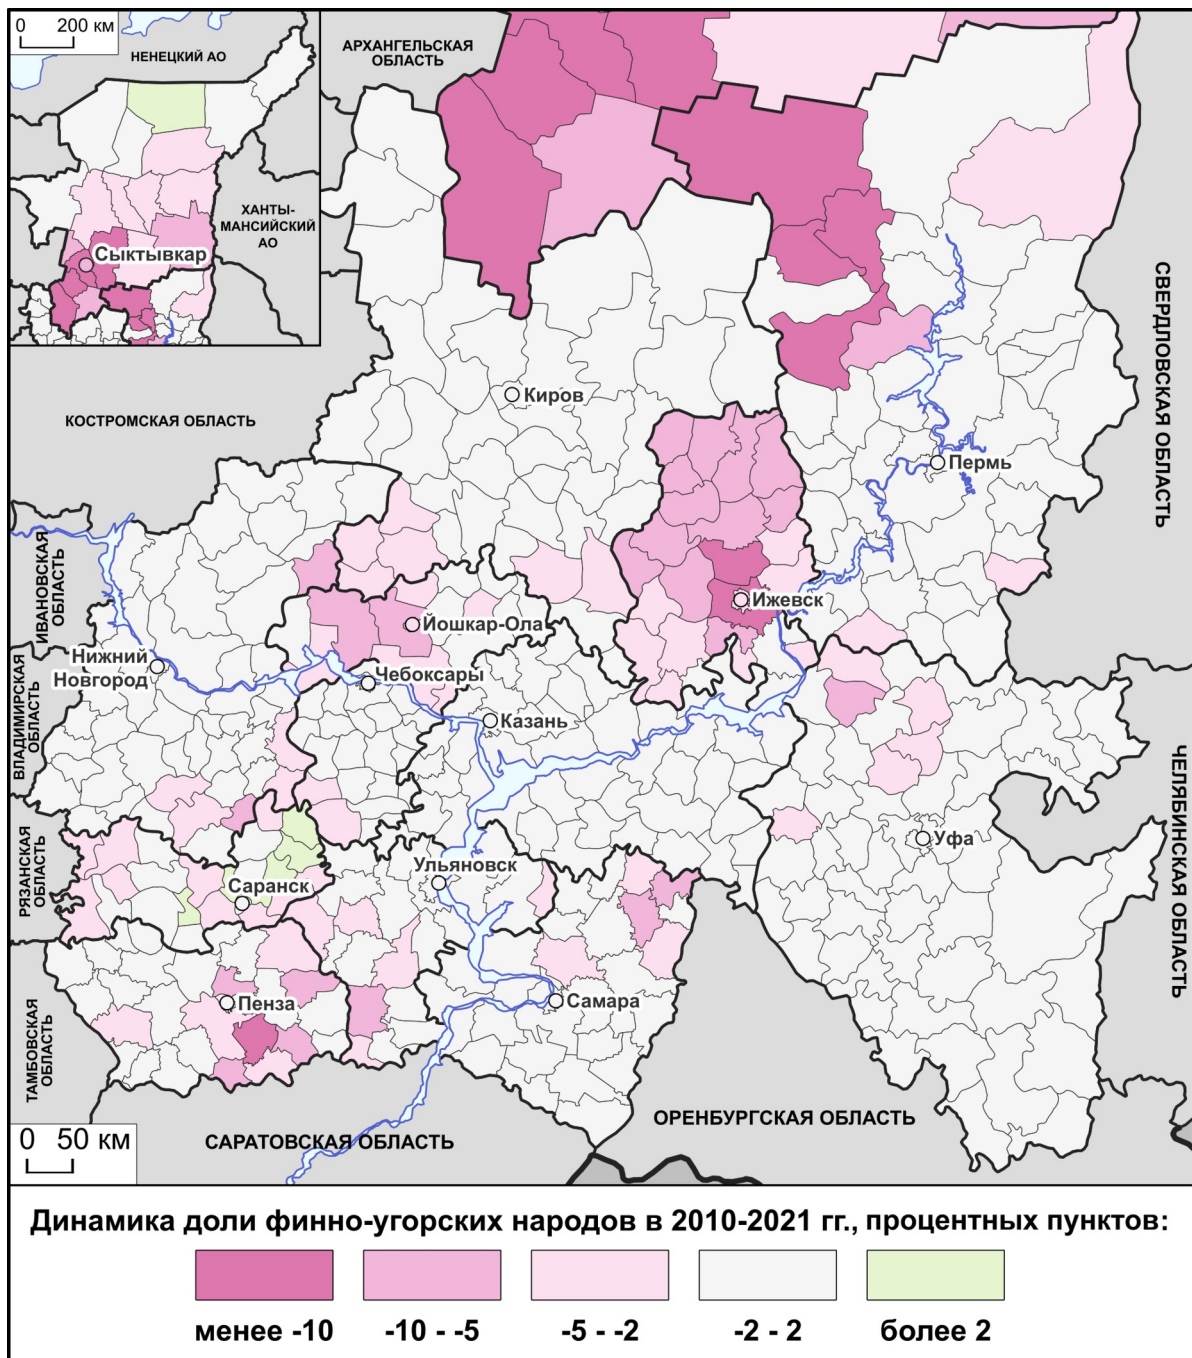 0 200 КМ
НЕНЕЦКИЙ АО
АРХАНГЕЛЬСКАЯ
ОБЛАСТЬ
ХАНТЫ-
МАНСИЙСКИЙ
АО
Сыктывкар
СВЕРДЛОВСКАЯ ОБЛАСТЬ
Киров
КОСТРОМСКАЯ ОБЛАСТЬ
Пермь
ИВАНОВСКАЯ
ОБЛАСТЬ
Ижевск
Йошкар-Ола
Нижний
Новгород
Чебоксары
ВЛАДИМИРСКАЯ
ОБЛАСТЬ
Казань
ЧЕЛЯБИНСКАЯ ОБЛАСТЬ
РЯЗАНСКАЯ
ОБЛАСТЬ
Уфа
Ульяновск
Саранск
Пенза
Самара
ТАМБОВСКАЯ
ОБЛАСТЬ
ОРЕНБУРГСКАЯ ОБЛАСТЬ
0 50 КМ
САРАТОВСКАЯ ОБЛАСТЬ
Динамика доли финно-угорских народов в 2010-2021 гг., процентных пунктов:
менее -10 -10 - -5 -5 - -2 -2 - 2 более 2